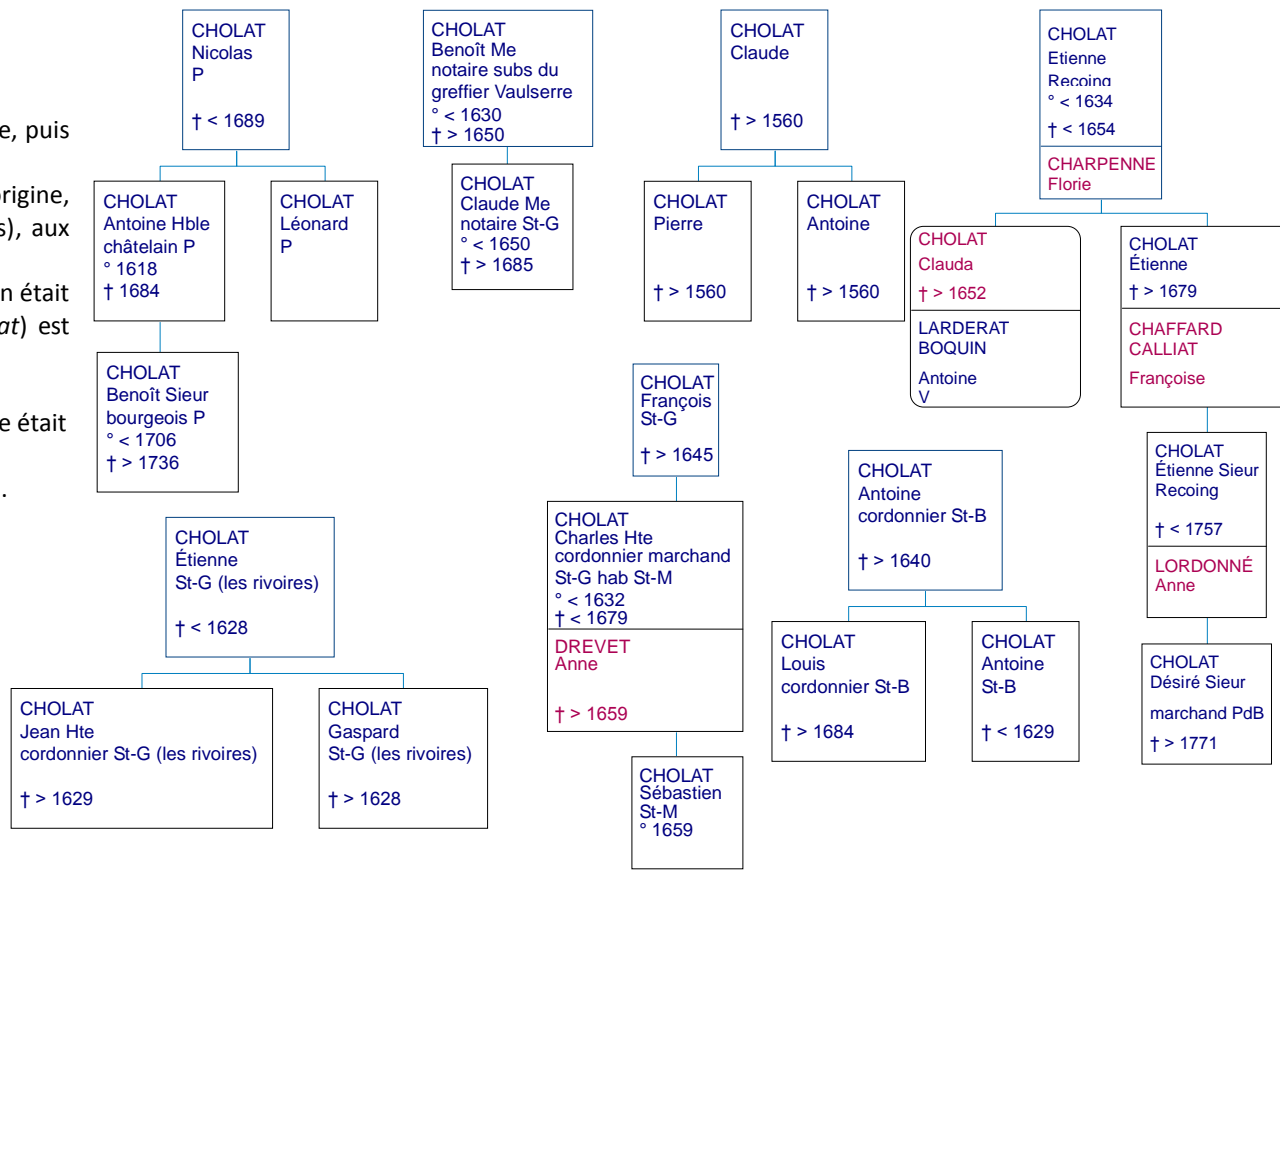 e, puis
origine,
s), aux
n était
at) est
e était
.
CHOLAT
Nicolas
P
† < 1689
CHOLAT
Antoine Hble
châtelain P
° 1618
† 1684
CHOLAT
Léonard
P
CHOLAT
Benoît Sieur
bourgeois P
° < 1706
† > 1736
CHOLAT
Benoît Me
notaire subs du
greffier Vaulserre
° < 1630
† > 1650
CHOLAT
Claude Me
notaire St-G
° < 1650
† > 1685
CHOLAT
Claude
† > 1560
CHOLAT
Pierre
† > 1560
CHOLAT
Antoine
† > 1560
CHOLAT
Etienne
Recoing
° < 1634
† < 1654
CHARPENNE
Florie
CHOLAT
Clauda
† > 1652
LARDERAT
BOQUIN
Antoine
V
CHOLAT
Étienne
† > 1679
CHAFFARD
CALLIAT
Françoise
CHOLAT
Étienne Sieur
Recoing
† < 1757
LORDONNÉ
Anne
CHOLAT
Désiré Sieur
marchand PdB
† > 1771
CHOLAT
François
St-G
† > 1645
CHOLAT
Charles Hte
cordonnier marchand
St-G hab St-M
° < 1632
† < 1679
DREVET
Anne
† > 1659
CHOLAT
Sébastien
St-M
° 1659
CHOLAT
Antoine
cordonnier St-B
† > 1640
CHOLAT
Louis
cordonnier St-B
† > 1684
CHOLAT
Antoine
St-B
† < 1629
CHOLAT
Étienne
St-G (les rivoires)
† < 1628
CHOLAT
Jean Hte
cordonnier St-G (les rivoires)
† > 1629
CHOLAT
Gaspard
St-G (les rivoires)
† > 1628